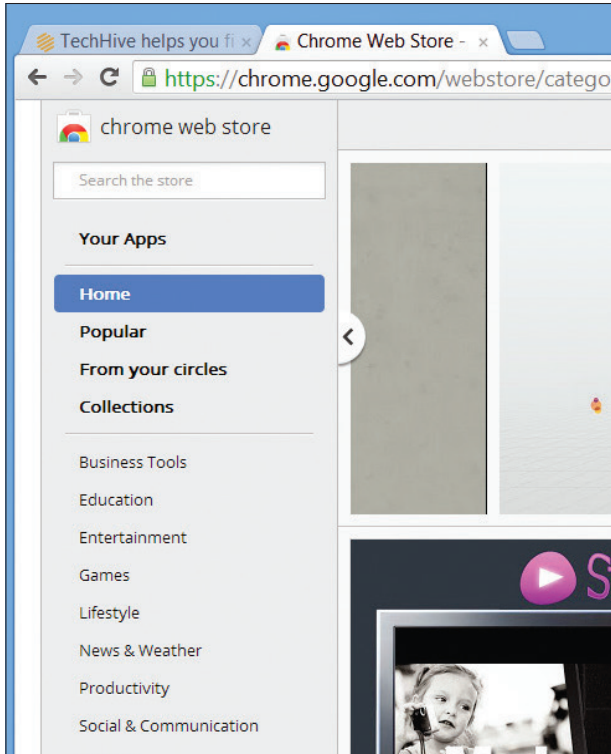 TechHive helps you fi
Chrome Web Store -
https://chrome.google.com/webstore/catego
chrome web store
Search the store
Your Apps
Home
Popular
From your circles
Collections
Business Tools
Education
Entertainment
Games
Lifestyle
News & Weather
Productivity
Social & Communication
S